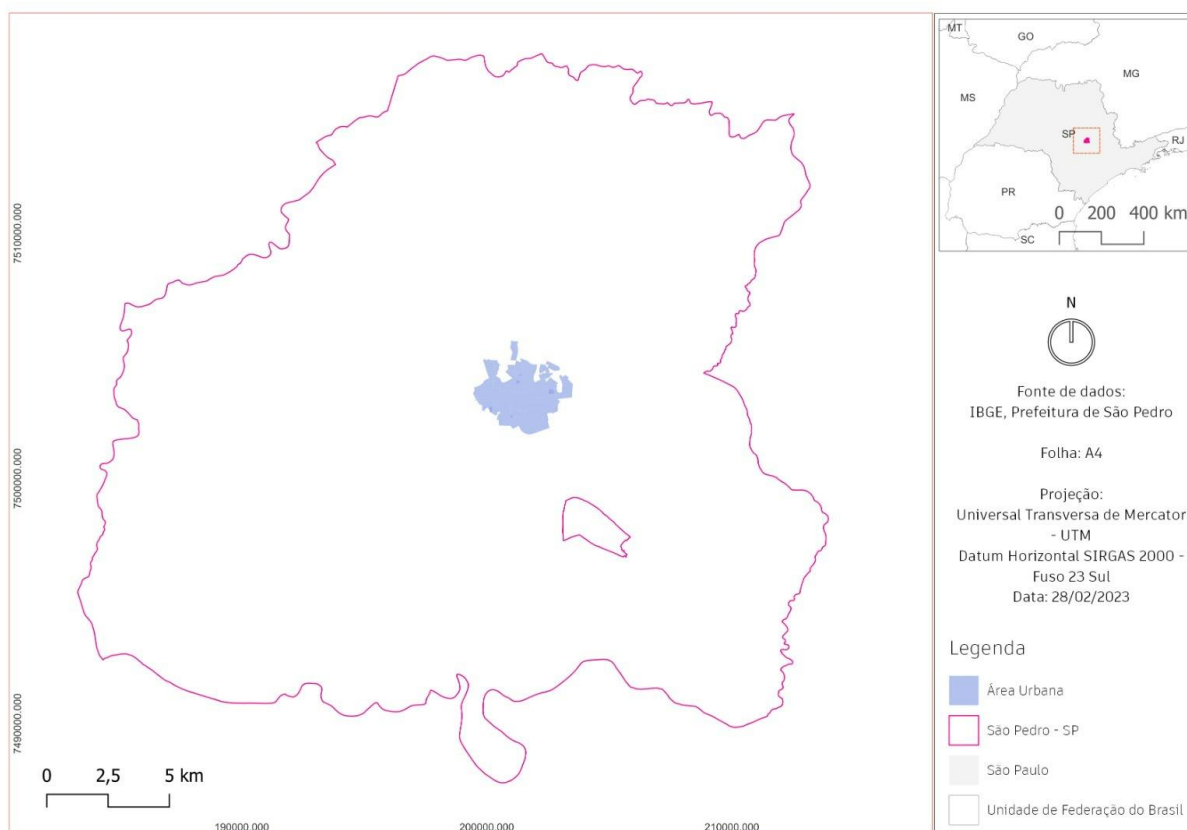 7510000.000
7500000.000
7490000.000
0 2,5 5 km
190000.000 200000.000 210000.000
MT
GO
MG
MS
SP
RJ
PR
0 200 400 km
SC
N
Fonte de dados:
IBGE, Prefeitura de São Pedro
Folha: A4
Projeção:
Universal Transversa de Mercator
- UTM
Datum Horizontal SIRGAS 2000 -
Fuso 23 Sul
Data: 28/02/2023
Legenda
Área Urbana
São Pedro - SP
São Paulo
Unidade de Federação do Brasil